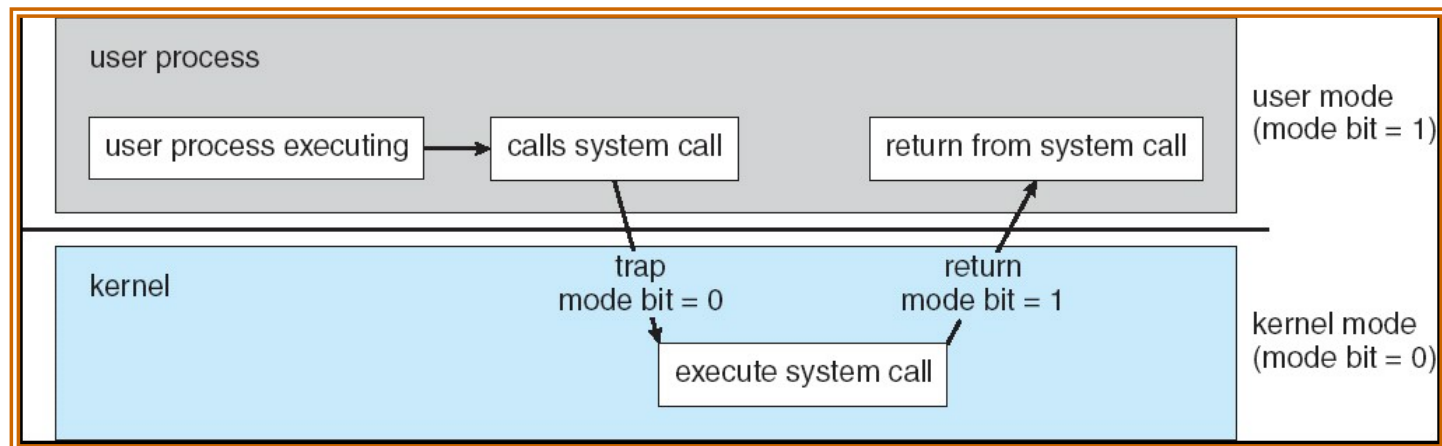 user process
user process executing
calls system call
return from system call
user mode
(mode bit = 1)
kernel
trap
mode bit = 0
return
mode bit = 1
execute system call
kernel mode
(mode bit = 0)